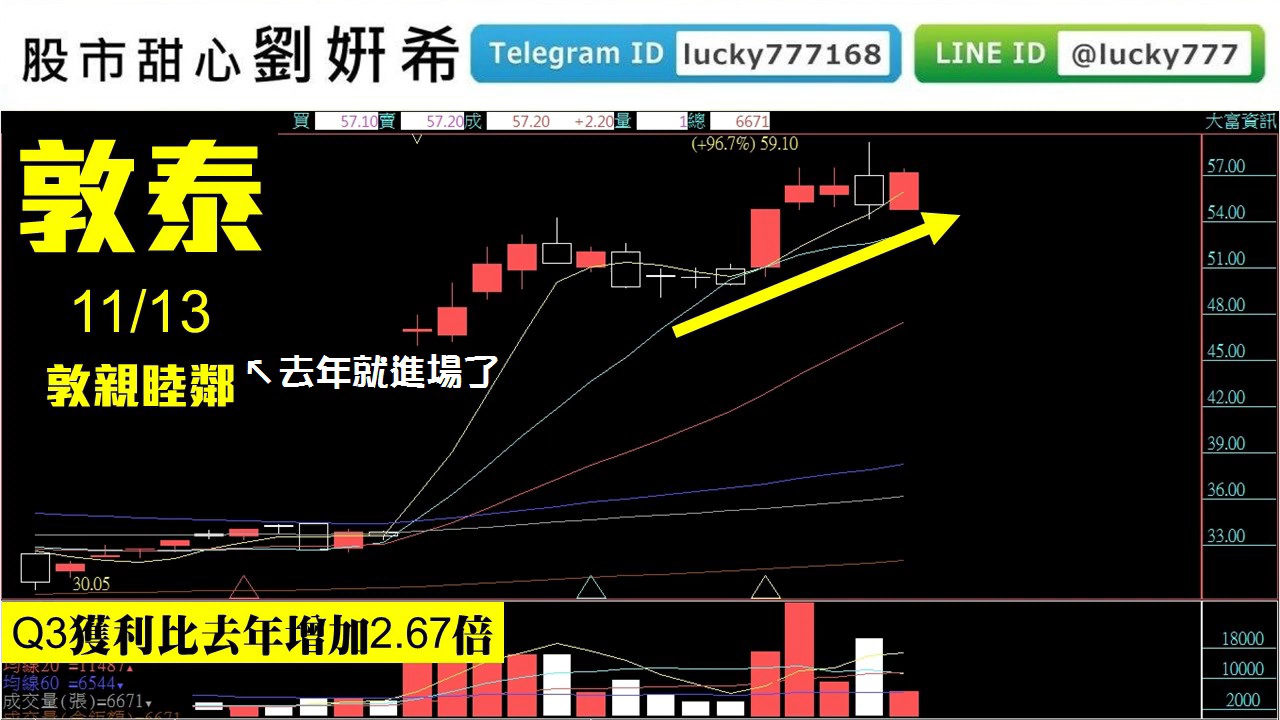 股市甜心劉妍希 Telegram ID lucky777168 LINE ID @lucky777
買 57.10 賣 57.20 成 57.20 +2.20 量 1 總 6671 大富資訊
(+96.7%) 59.10
敦泰
11/13
敦親睦鄰
↖去年就進場了
57.00
54.00
51.00
48.00
45.00
42.00
39.00
36.00
33.00
30.05
Q3獲利比去年增加2.67倍
均線20 =11487▲
均線60 =6544▼
成交量(張)=6671▼
18000
10000
2000